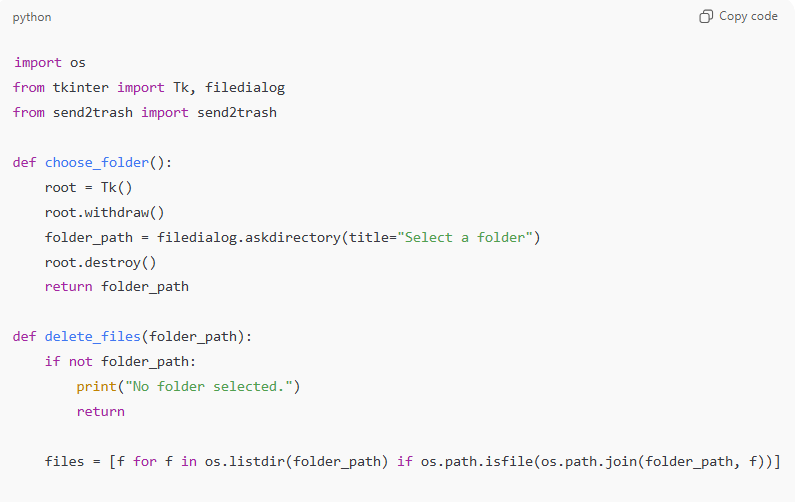 python
Copy code
import os
from tkinter import Tk, filedialog
from send2trash import send2trash
def choose_folder():
    root = Tk()
    root.withdraw()
    folder_path = filedialog.askdirectory(title="Select a folder")
    root.destroy()
    return folder_path
def delete_files(folder_path):
    if not folder_path:
        print("No folder selected.")
        return
    files = [f for f in os.listdir(folder_path) if os.path.isfile(os.path.join(folder_path, f))]